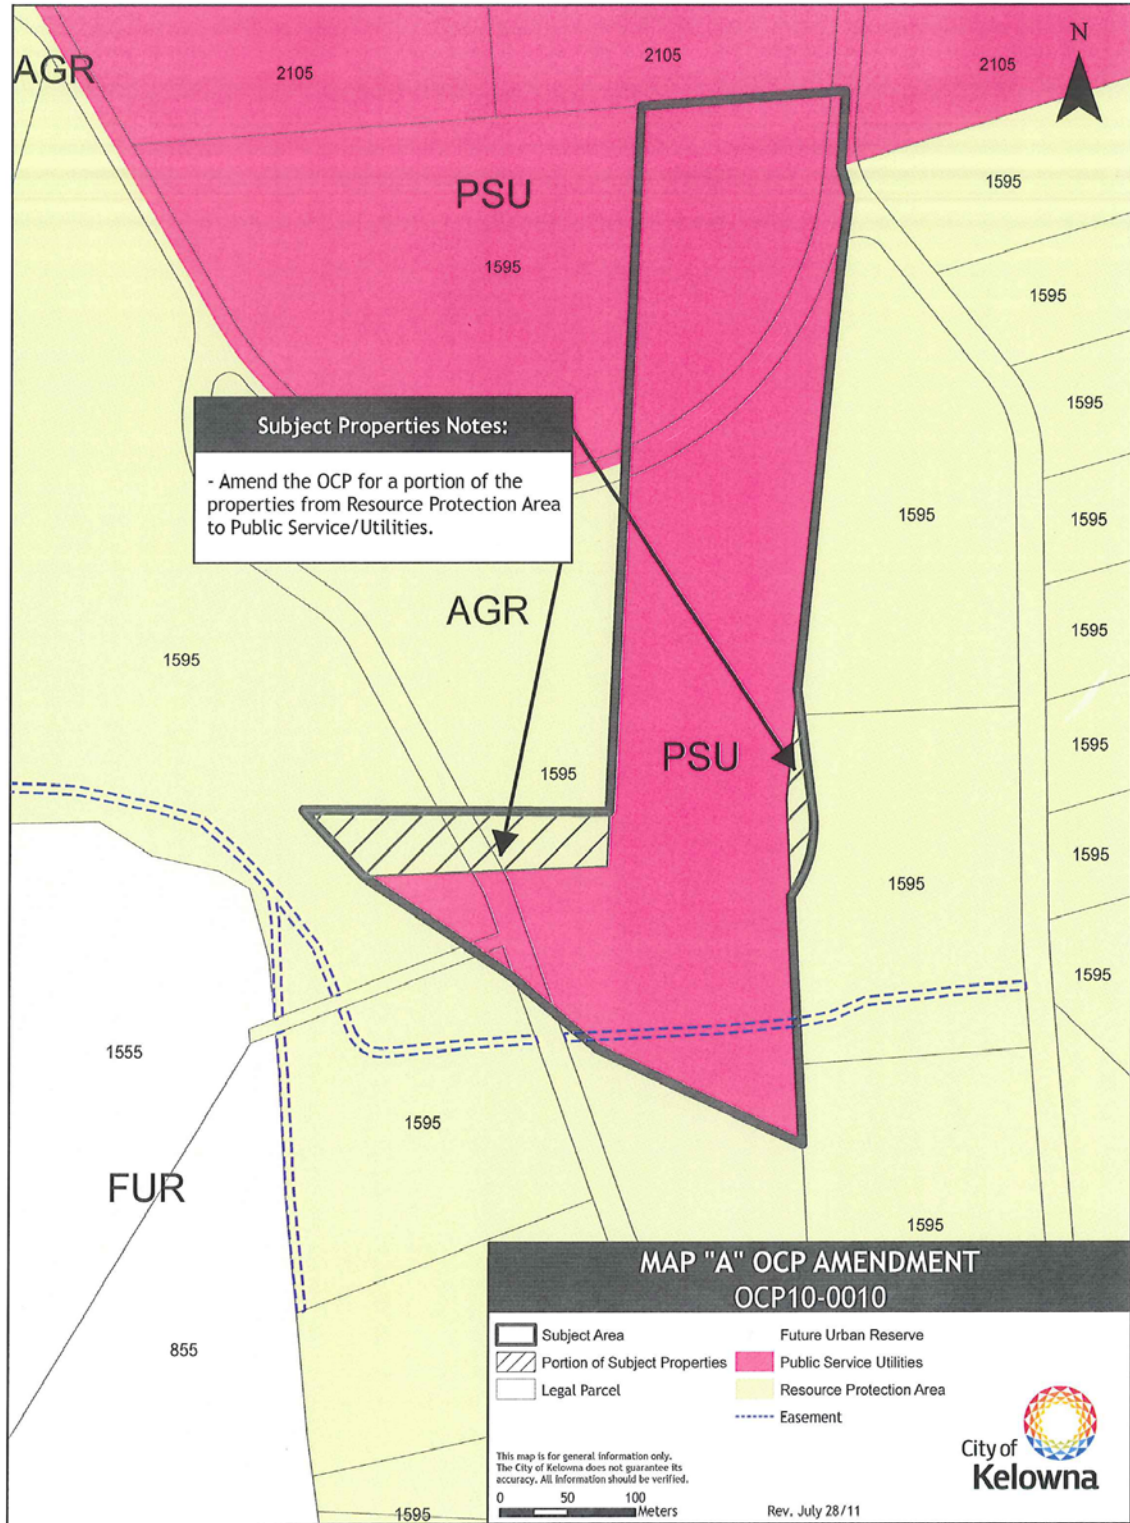 N
AGR
2105
2105
2105
PSU
1595
1595
1595
1595
Subject Properties Notes:
- Amend the OCP for a portion of the
properties from Resource Protection Area
to Public Service/Utilities.
1595
1595
AGR
1595
1595
PSU
1595
1595
1595
1595
1595
1555
1595
FUR
1595
855
1595
MAP "A" OCP AMENDMENT
OCP10-0010
Subject Area
Portion of Subject Properties
Legal Parcel
Future Urban Reserve
Public Service Utilities
Resource Protection Area
Easement
This map is for general information only.
The City of Kelowna does not guarantee its
accuracy. All information should be verified.
0 50 100
Meters
Rev. July 28/11
City of
Kelowna